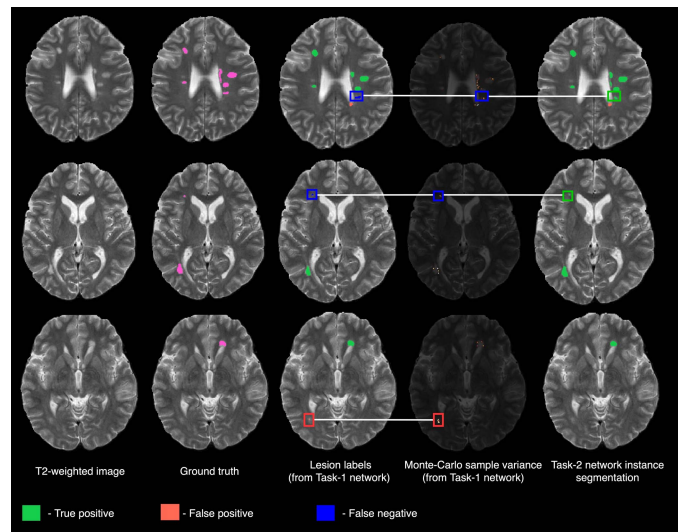 T2-weighted image
Ground truth
Lesion labels
(from Task-1 network)
Monte-Carlo sample variance
(from Task-1 network)
Task-2 network instance
segmentation
- True positive
- False positive
- False negative